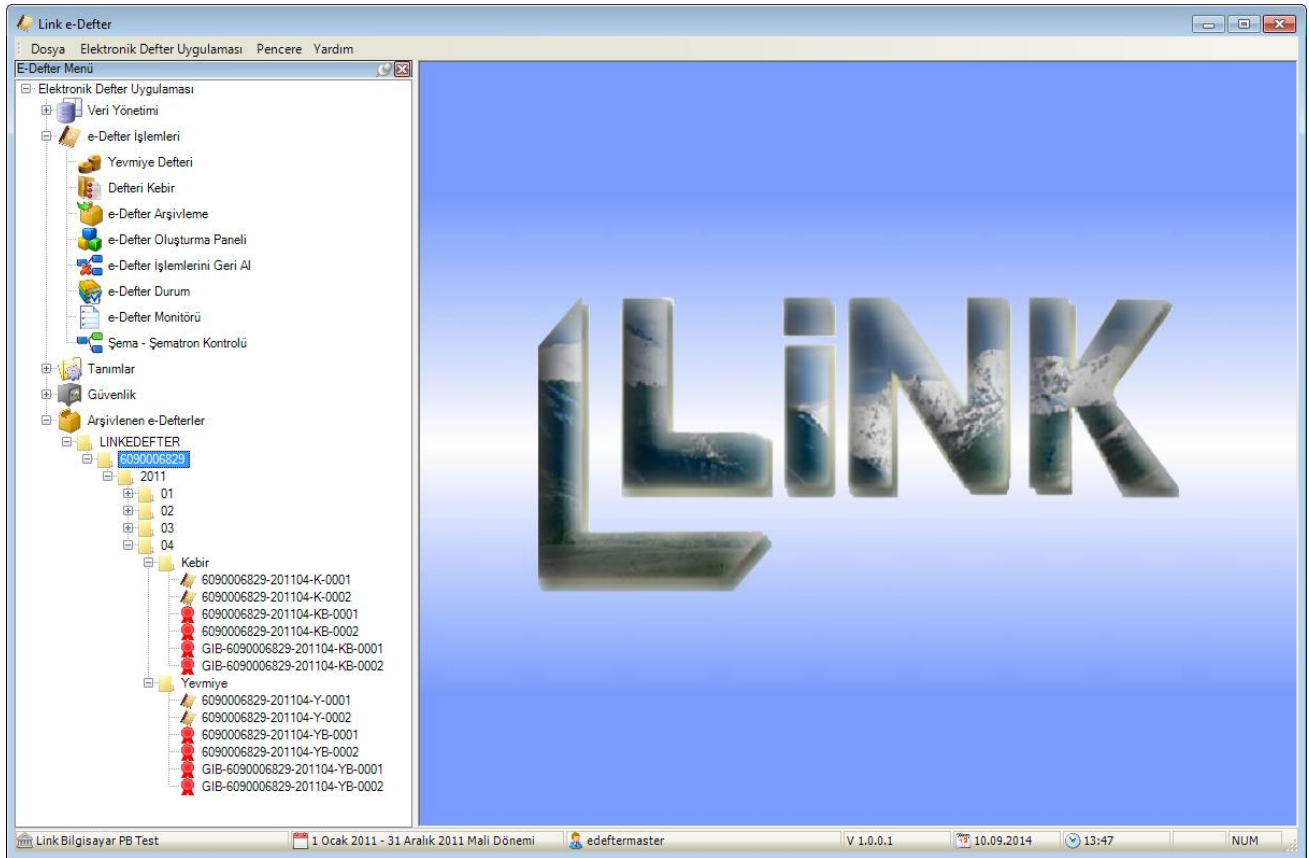 Link e-Defter
Dosya Elektronik Defter Uygulaması Pencere Yardım
E-Defter Menü
Elektronik Defter Uygulaması
Veri Yönetimi
e-Defter İşlemleri
Yevmiye Defteri
Defteri Kebir
e-Defter Arşivleme
e-Defter Oluşturma Paneli
e-Defter İşlemlerini Geri Al
e-Defter Durum
e-Defter Monitörü
Şema - Şematron Kontrolü
Tanımlar
Güvenlik
Arşivlenen e-Defterler
LINKEDEFTER
6090006829
2011
01
02
03
04
Kebir
6090006829-201104-K-0001
6090006829-201104-K-0002
6090006829-201104-KB-0001
6090006829-201104-KB-0002
GIB-6090006829-201104-KB-0001
GIB-6090006829-201104-KB-0002
Yevmiye
6090006829-201104-Y-0001
6090006829-201104-Y-0002
6090006829-201104-YB-0001
6090006829-201104-YB-0002
GIB-6090006829-201104-YB-0001
GIB-6090006829-201104-YB-0002
LiNK
Link Bilgisayar PB Test 1 Ocak 2011 - 31 Aralık 2011 Mali Dönemi edeftermaster V 1.0.0.1 10.09.2014 13:47 NUM